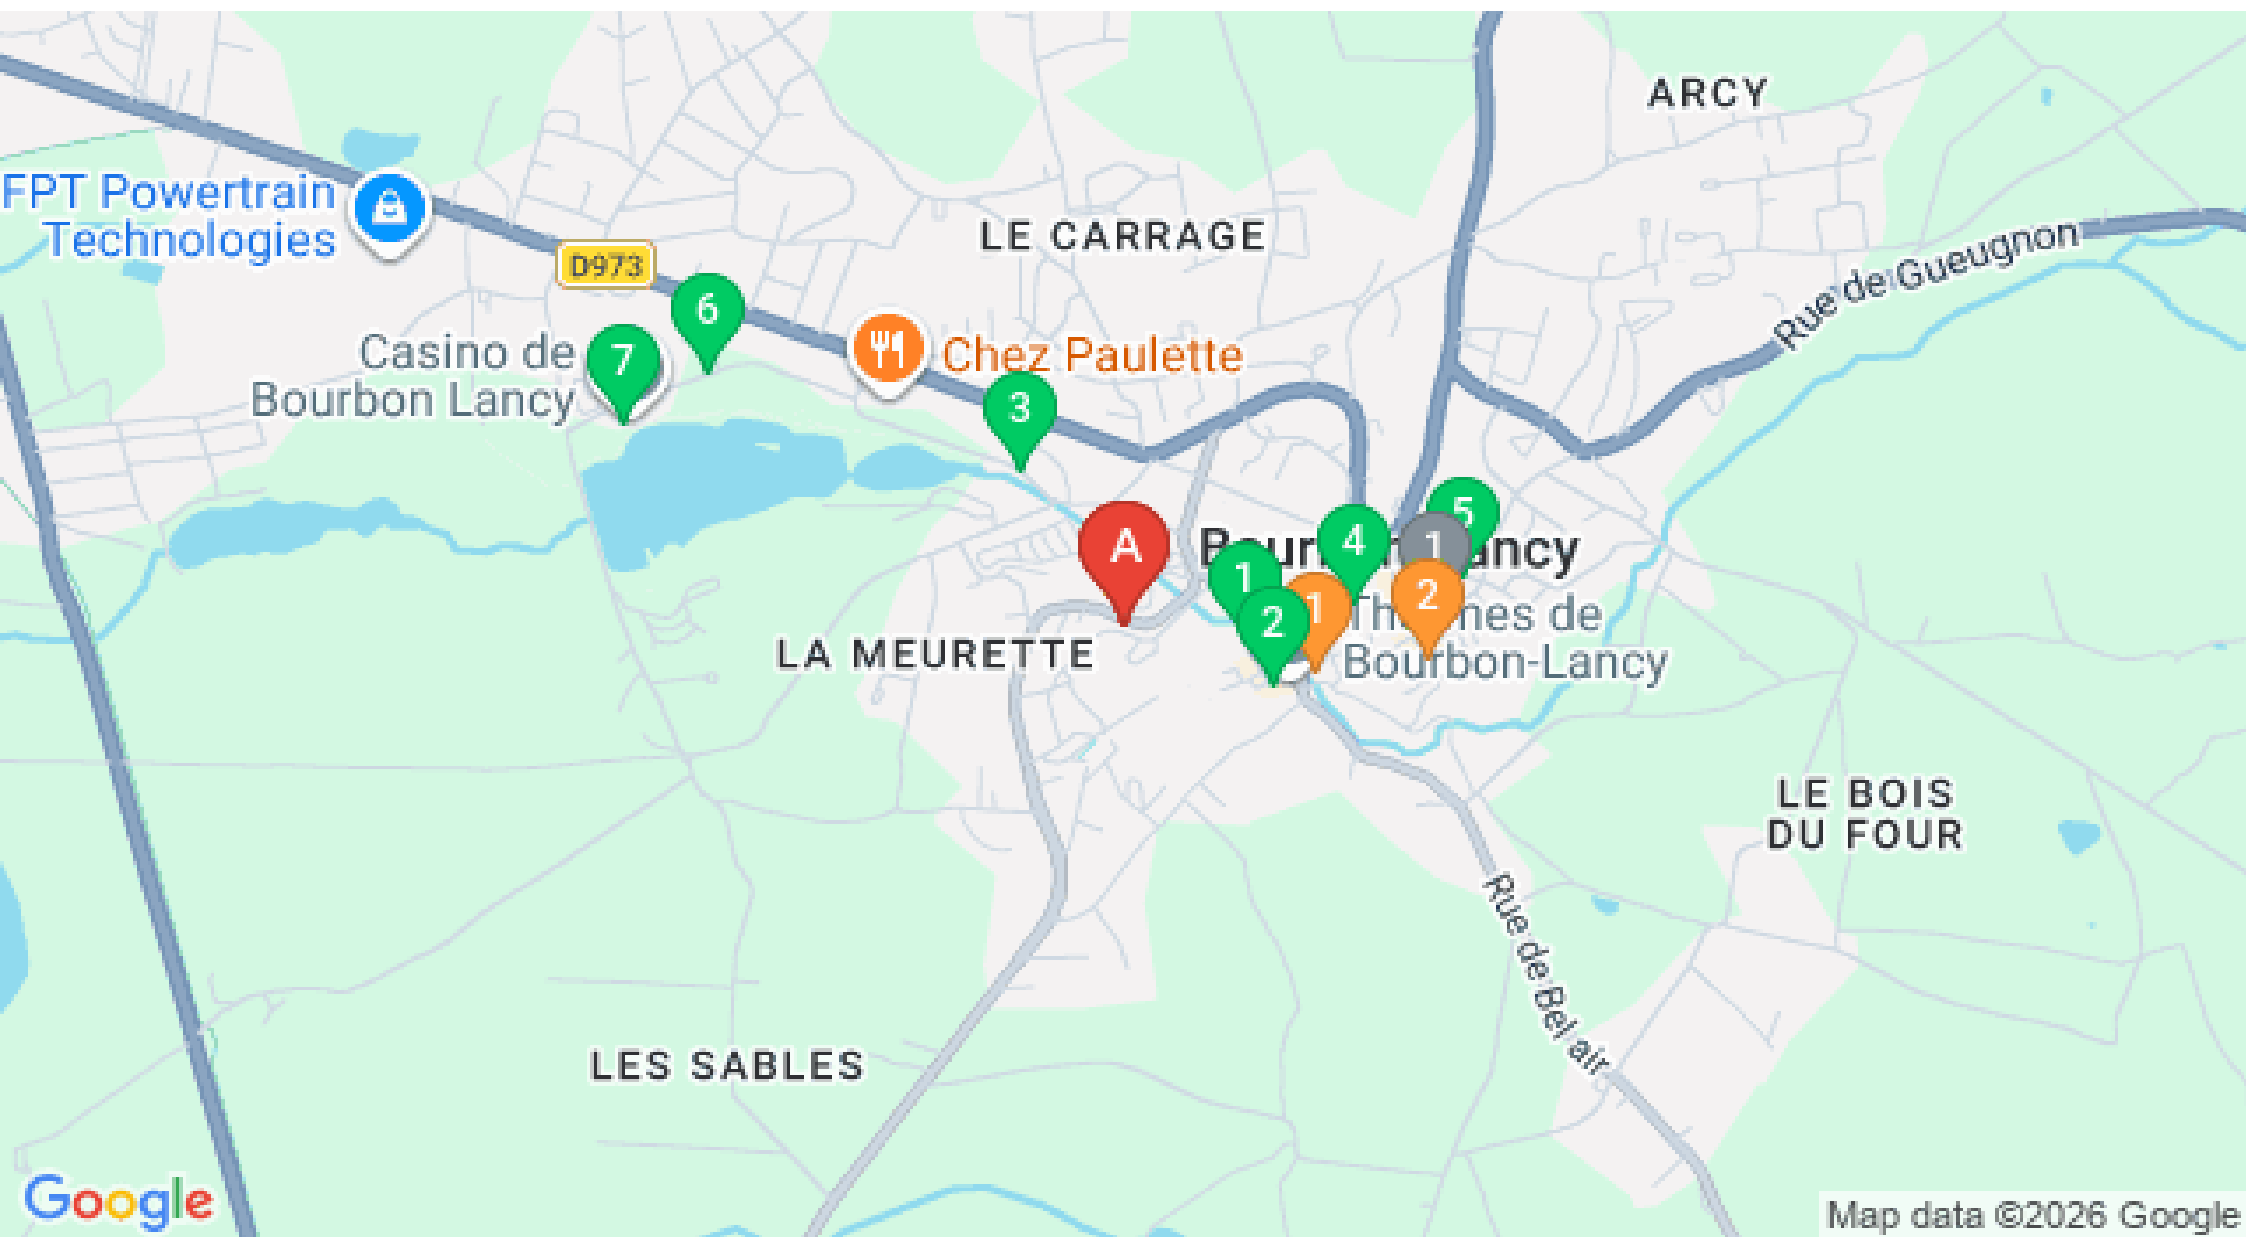 ARCY
FPT Powertrain
Technologies
D973
LE CARRAGE
Rue de Gueugnon
6
Casino de
Bourbon Lancy
7
Chez Paulette
3
A
4
5
1
1
2
1
2
Thermes de
Bourbon-Lancy
LA MEURETTE
LE BOIS
DU FOUR
Rue de Bel air
LES SABLES
Google
Map data ©2026 Google